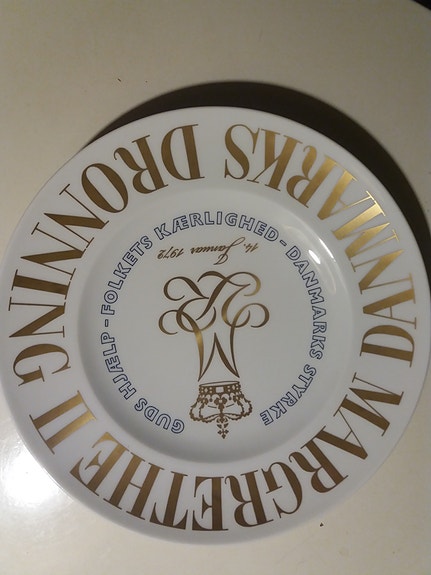 MARGRETHE II
DANMARKS DRONNING
GUDS HJÆLP - FOLKETS KÆRLIGHED - DANMARKS STYRKE
14. Januar 1972